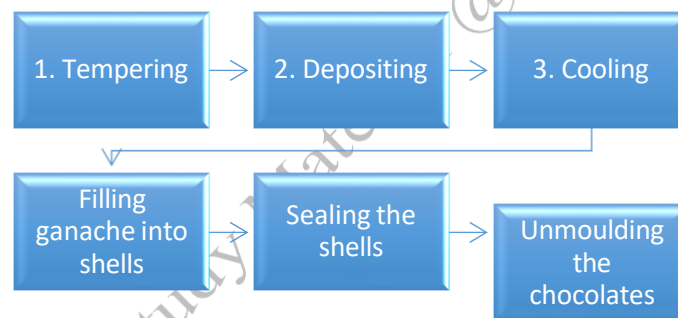 1. Tempering
2. Depositing
3. Cooling
Filling
ganache into
shells
Sealing the
shells
Unmoulding
the
chocolates